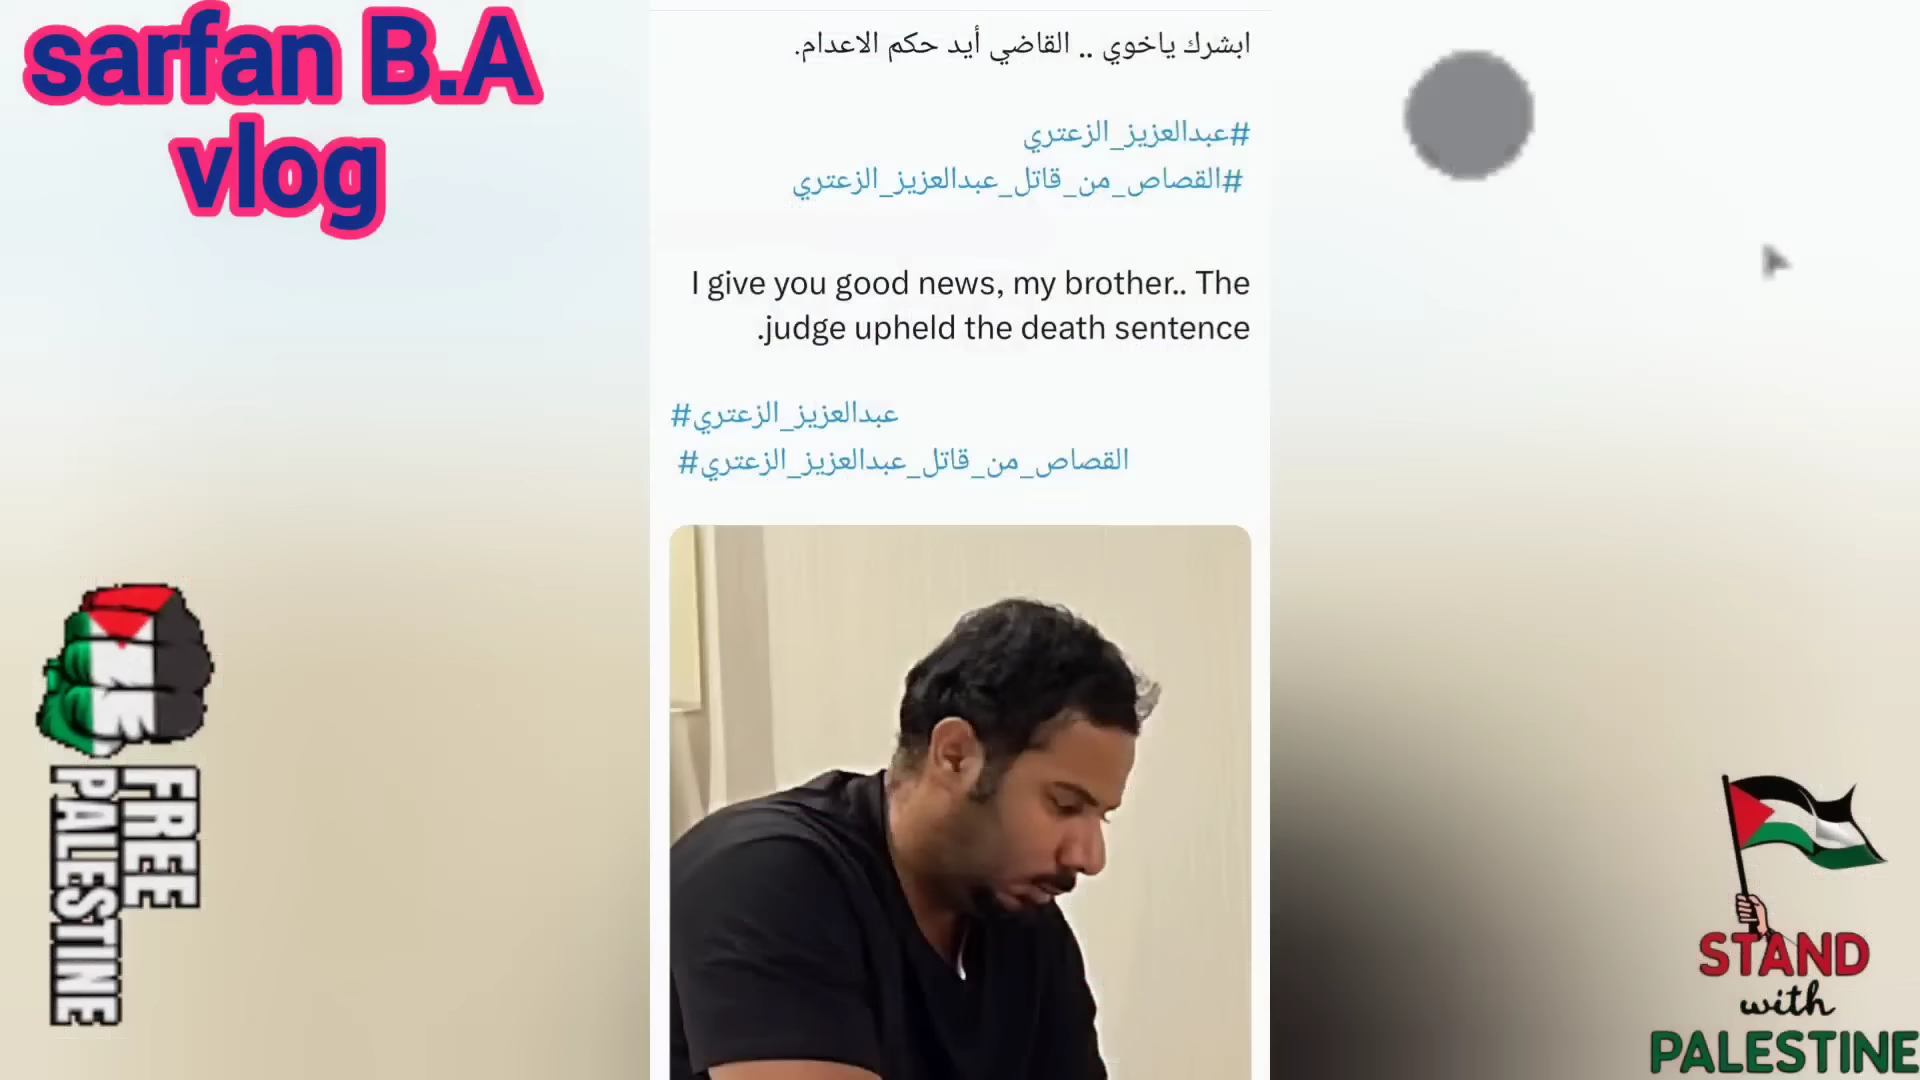 sarfan B.A
vlog
ابشرك ياخوي .. القاضي أيد حكم الاعدام.
#عبدالعزيز_الزعتري
#القصاص_من_قاتل_عبدالعزيز_الزعتري
I give you good news, my brother.. The
.judge upheld the death sentence
عبدالعزيز_الزعتري#
القصاص_من_قاتل_عبدالعزيز_الزعتري#
FREE
PALESTINE
STAND
with
PALESTINE